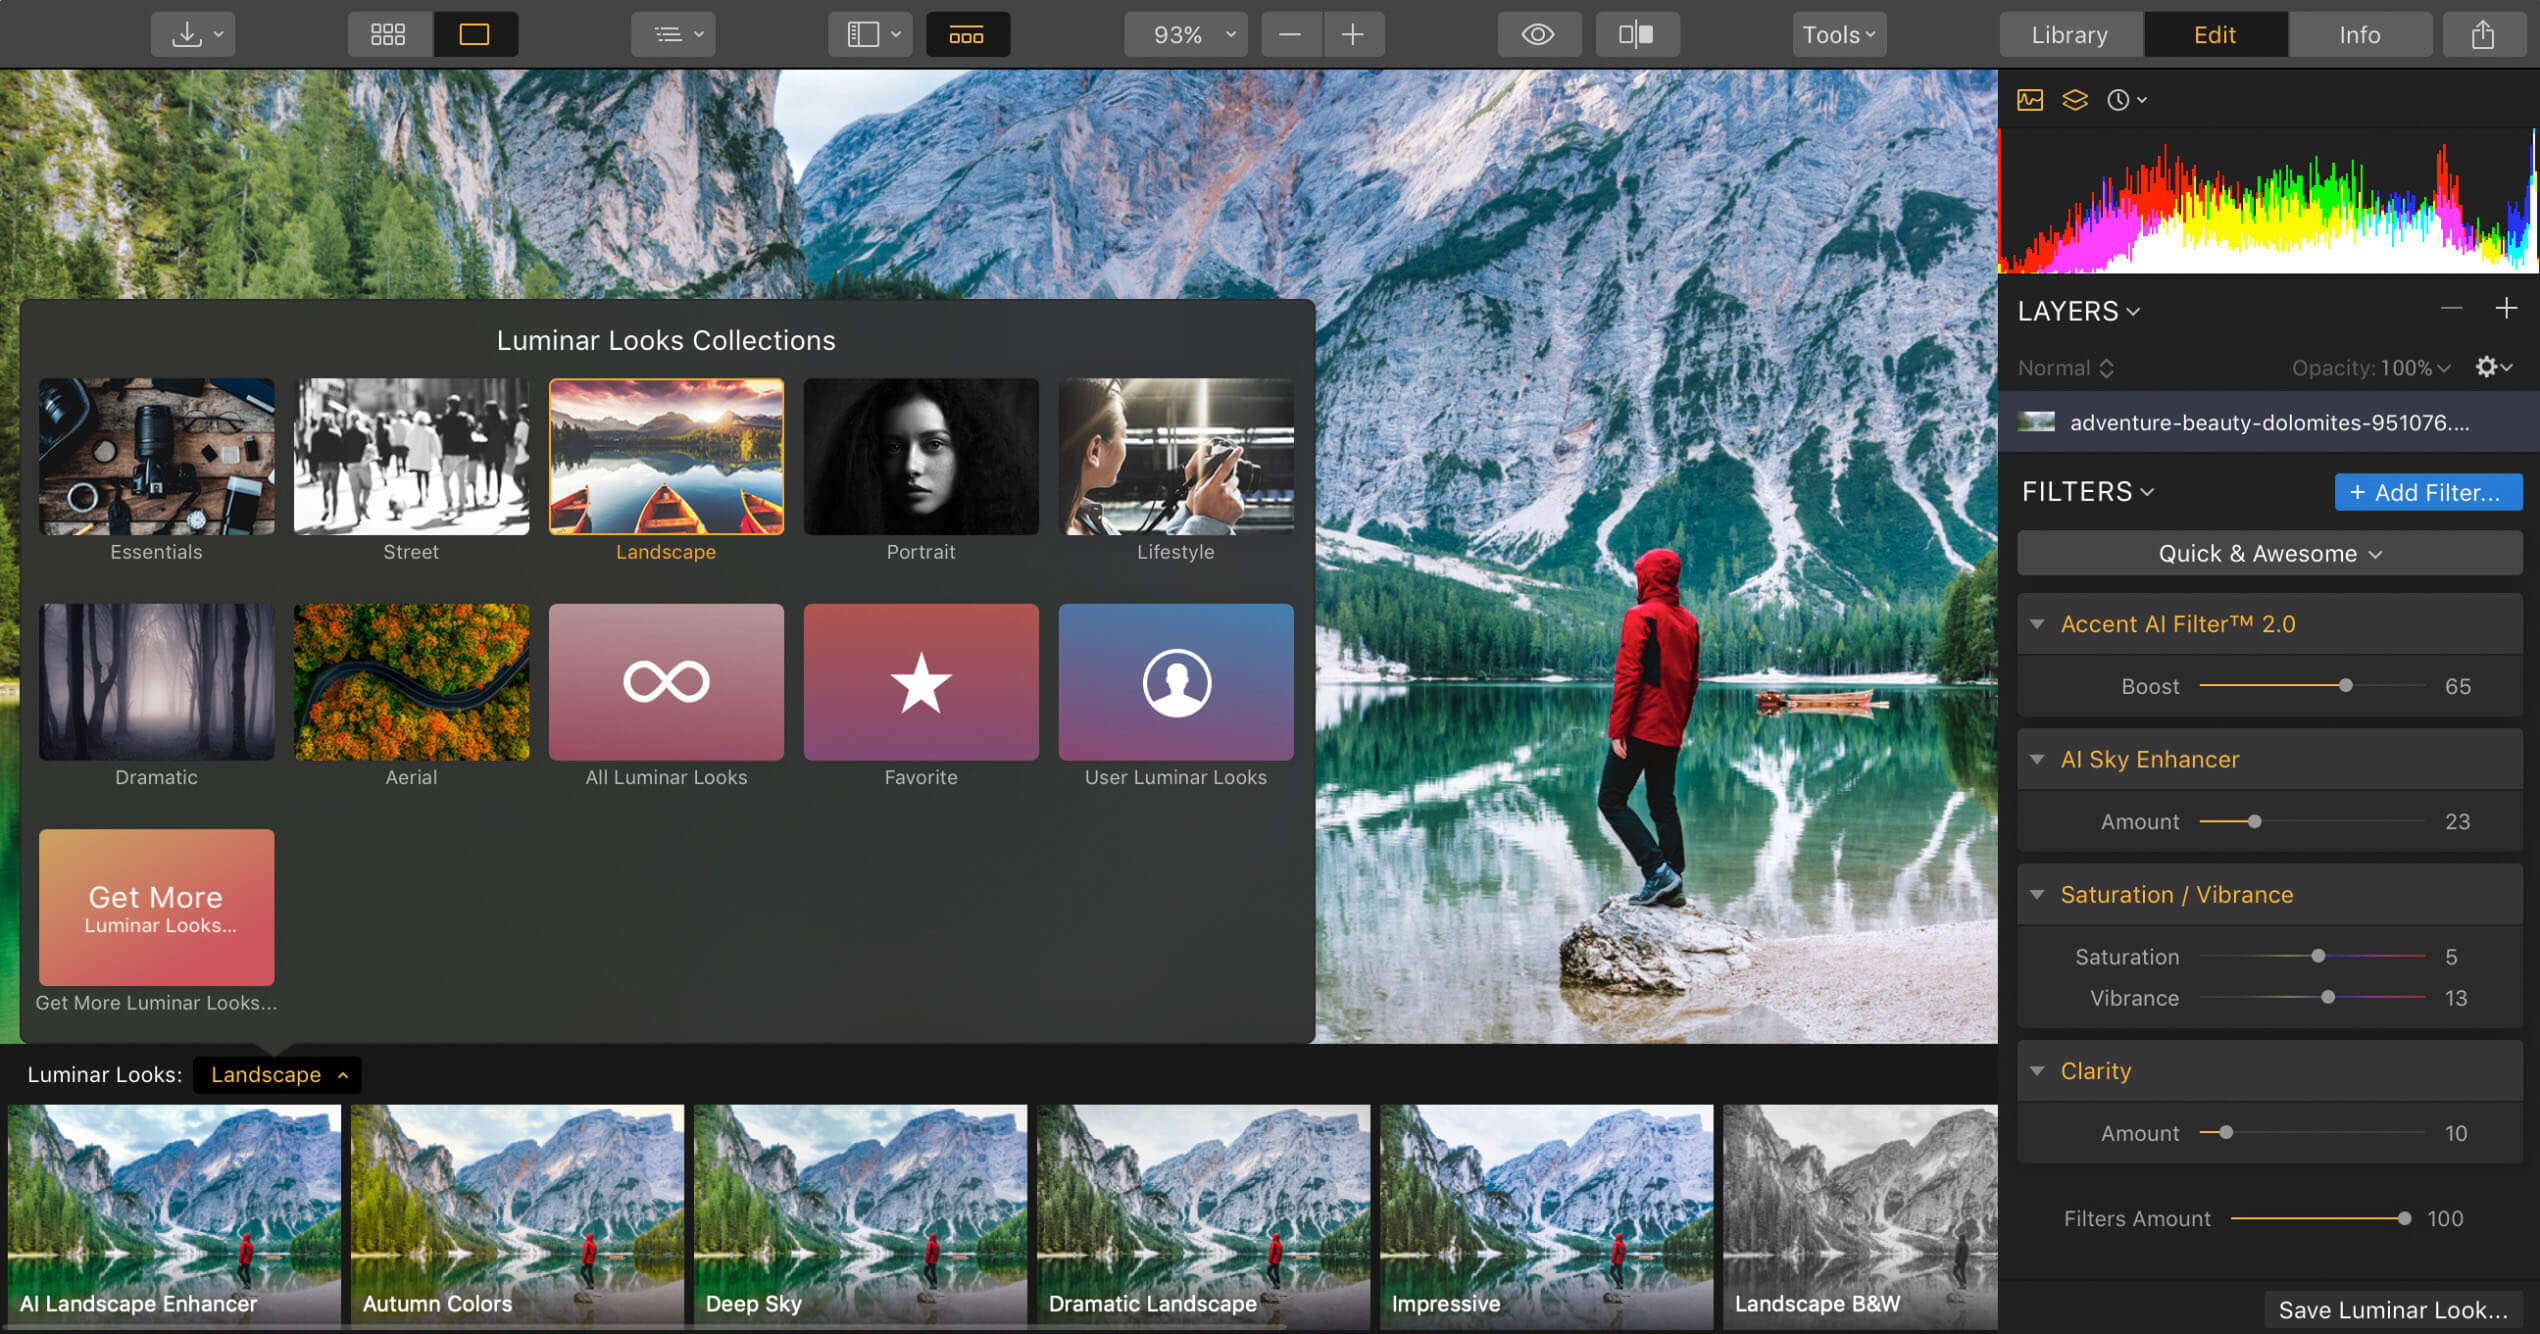 93%
Tools
Library
Edit
Info
LAYERS
Normal
Opacity: 100%
adventure-beauty-dolomites-951076....
FILTERS
+ Add Filter...
Quick & Awesome
Accent AI Filter™ 2.0
Boost 65
AI Sky Enhancer
Amount 23
Saturation / Vibrance
Saturation 5
Vibrance 13
Clarity
Amount 10
Filters Amount 100
Save Luminar Look...
Luminar Looks Collections
Essentials
Street
Landscape
Portrait
Lifestyle
Dramatic
Aerial
All Luminar Looks
Favorite
User Luminar Looks
Get More
Luminar Looks...
Get More Luminar Looks...
Luminar Looks: Landscape
AI Landscape Enhancer
Autumn Colors
Deep Sky
Dramatic Landscape
Impressive
Landscape B&W